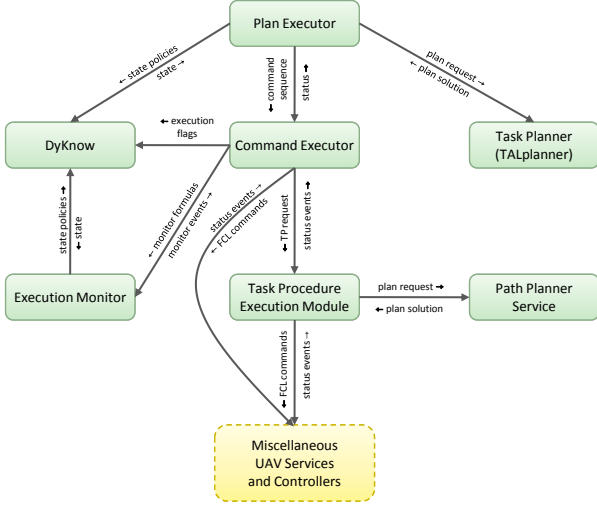 Plan Executor
← state policies
state →
← command
sequence
status →
plan request →
← plan solution
← execution
flags
DyKnow
Command Executor
Task Planner
(TALplanner)
state policies →
← state
← monitor formulas
monitor events →
status events →
← FCL commands
← TP request
status events →
Execution Monitor
Task Procedure
Execution Module
plan request →
← plan solution
Path Planner
Service
← FCL commands
status events →
Miscellaneous
UAV Services
and Controllers